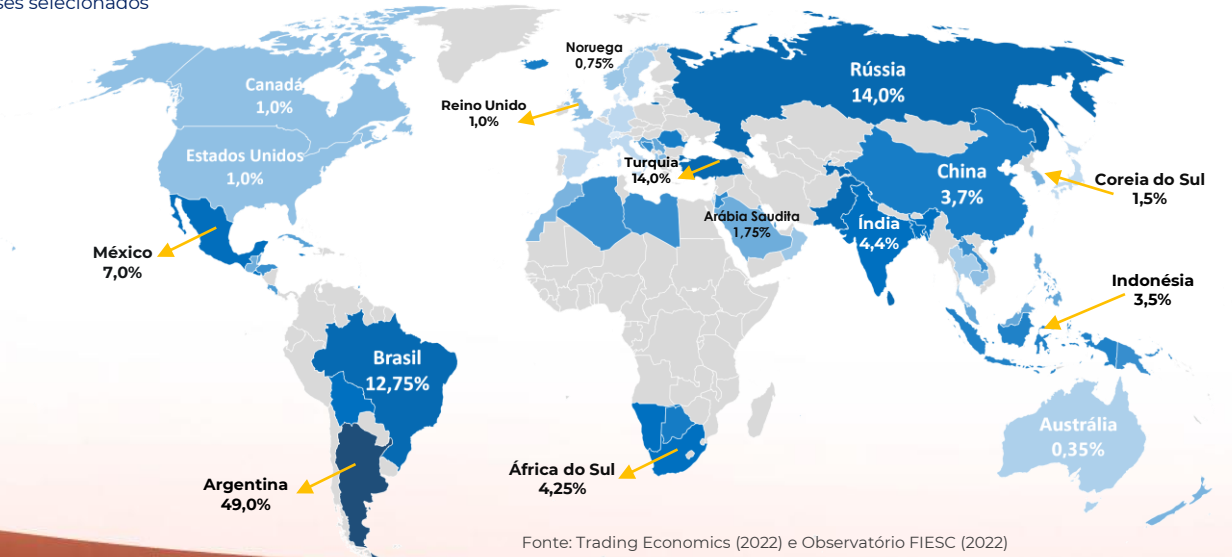 ses selecionados
Noruega
0,75%
Rússia
14,0%
Canadá
1,0%
Reino Unido
1,0%
Estados Unidos
1,0%
Turquia
14,0%
China
3,7%
Coreia do Sul
1,5%
Arábia Saudita
1,75%
Índia
4,4%
México
7,0%
Indonésia
3,5%
Brasil
12,75%
Austrália
0,35%
África do Sul
4,25%
Argentina
49,0%
Fonte: Trading Economics (2022) e Observatório FIESC (2022)